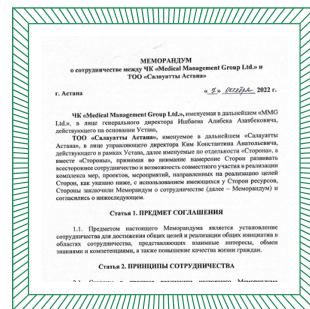 МЕМОРАНДУМ
о сотрудничестве между ЧК «Medical Management Group Ltd.» и
ТОО «Салауатты Астана»
г. Астана 2022 г.
ЧК «Medical Management Group Ltd.», именуемая в дальнейшем «MMG
Ltd.», в лице генерального директора Ихбаева Алибека Азанбековича,
действующего на основании Устава,
ТОО «Салауатты Астана», именуемое в дальнейшем «Салауатты
Астана», в лице управляющего директора Ким Константина Анатольевича,
действующего в рамках Устава, далее именуемые по отдельности «Сторона», а
вместе «Стороны», принимая во внимание намерение Сторон развивать
всестороннее сотрудничество и возможность совместного участия в реализации
комплекса мер, проектов, мероприятий, направленных на реализацию целей
Сторон, как указано ниже, с использованием имеющихся у Сторон ресурсов,
Стороны заключили Меморандум о сотрудничестве (далее – Меморандум) и
согласились о нижеследующем.
Статья 1. ПРЕДМЕТ СОГЛАШЕНИЯ
1.1. Предметом настоящего Меморандума является установление
сотрудничества для достижения общих целей и реализации общих инициатив в
областях сотрудничества, представляющих взаимные интересы, обмен
знаниями и компетенциями, а также повышение качества жизни граждан.
Статья 2. ПРИНЦИПЫ СОТРУДНИЧЕСТВА